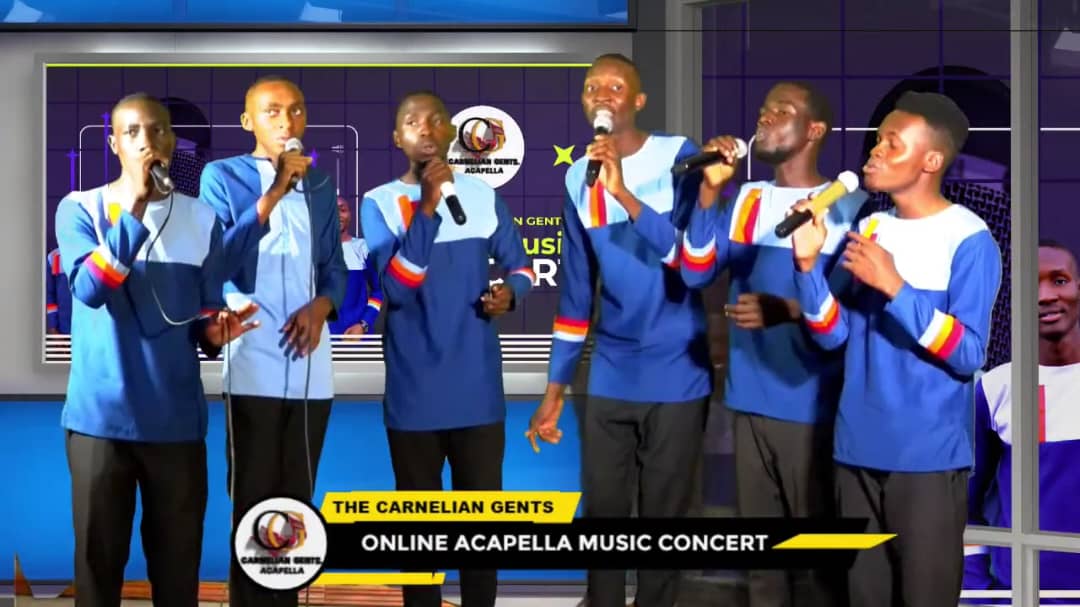 CARNELIAN GENTS.
ACAPELLA
THE CARNELIAN GENTS
ONLINE ACAPELLA MUSIC CONCERT
CARNELIAN GENTS.
ACAPELLA